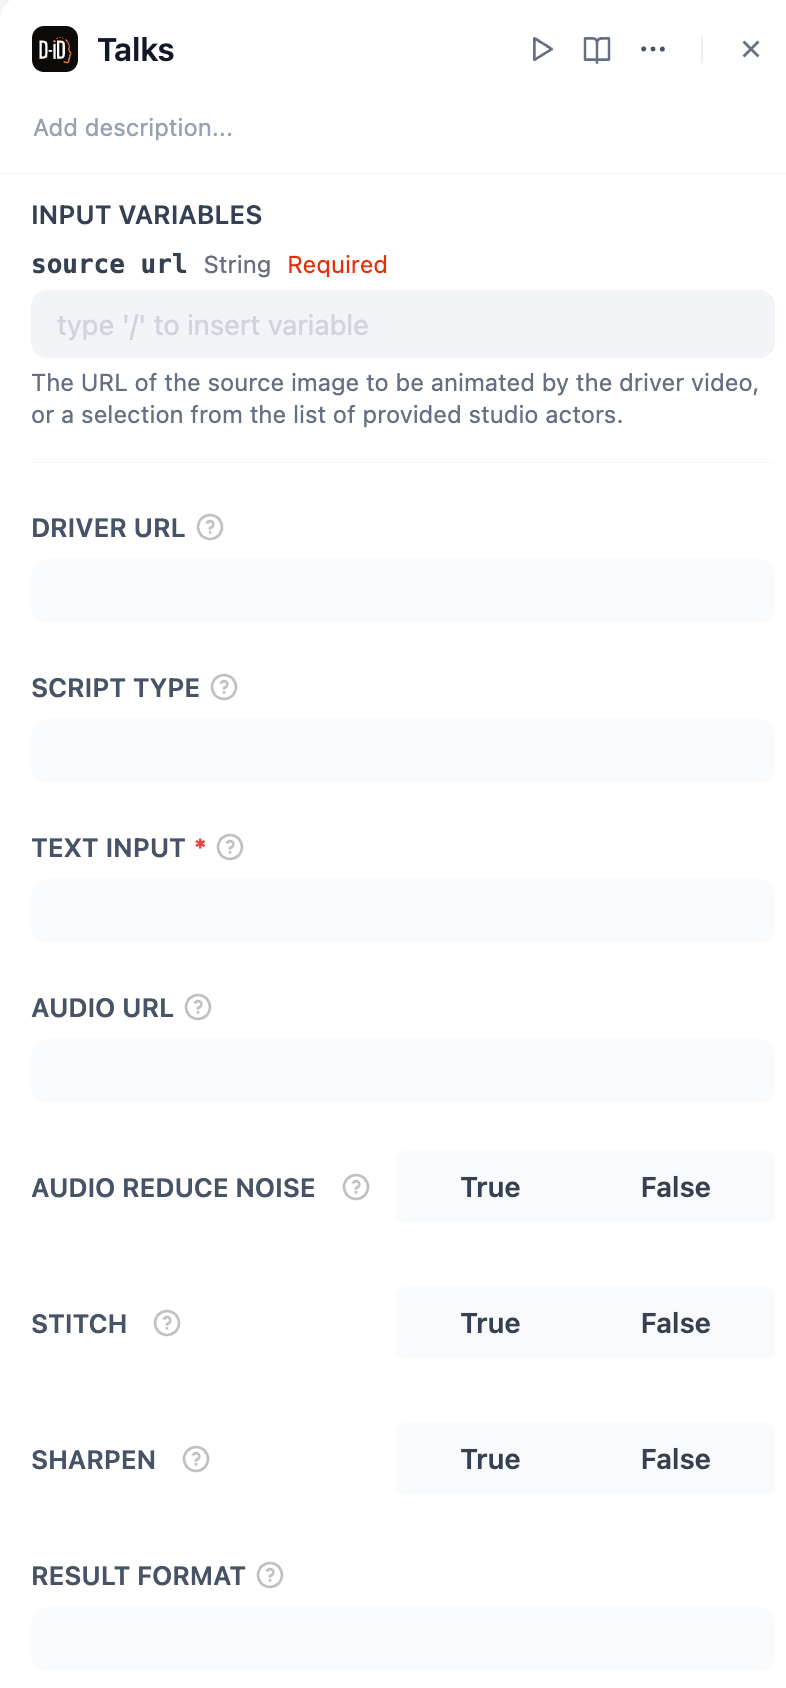 D-iD
Talks
Add description...
INPUT VARIABLES
source url String Required
type '/' to insert variable
The URL of the source image to be animated by the driver video,
or a selection from the list of provided studio actors.
DRIVER URL ?
SCRIPT TYPE ?
TEXT INPUT * ?
AUDIO URL ?
AUDIO REDUCE NOISE ? True False
STITCH ? True False
SHARPEN ? True False
RESULT FORMAT ?